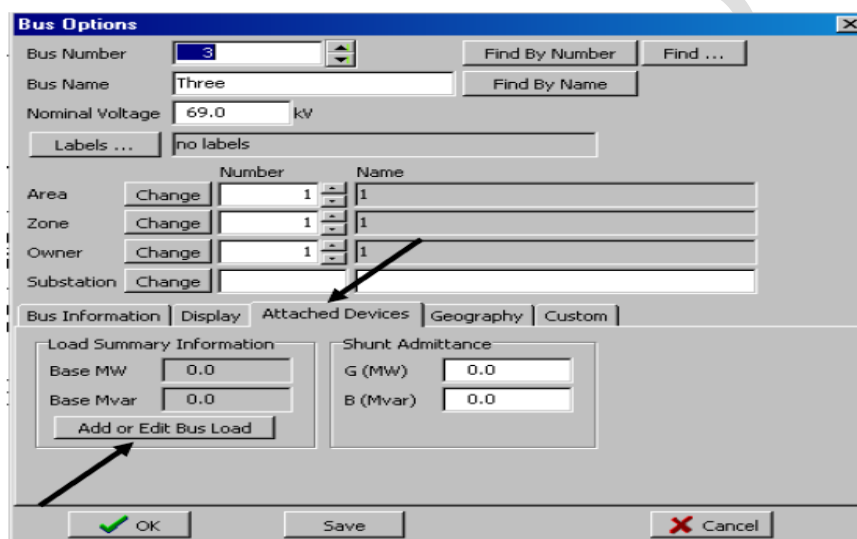 Bus Options
Bus Number 3 Find By Number Find ...
Bus Name Three Find By Name
Nominal Voltage 69.0 kV
Labels ... no labels
Number Name
Area Change 1 1
Zone Change 1 1
Owner Change 1 1
Substation Change
Bus Information Display Attached Devices Geography Custom
Load Summary Information Shunt Admittance
Base MW 0.0 G (MW) 0.0
Base Mvar 0.0 B (Mvar) 0.0
Add or Edit Bus Load
OK Save Cancel